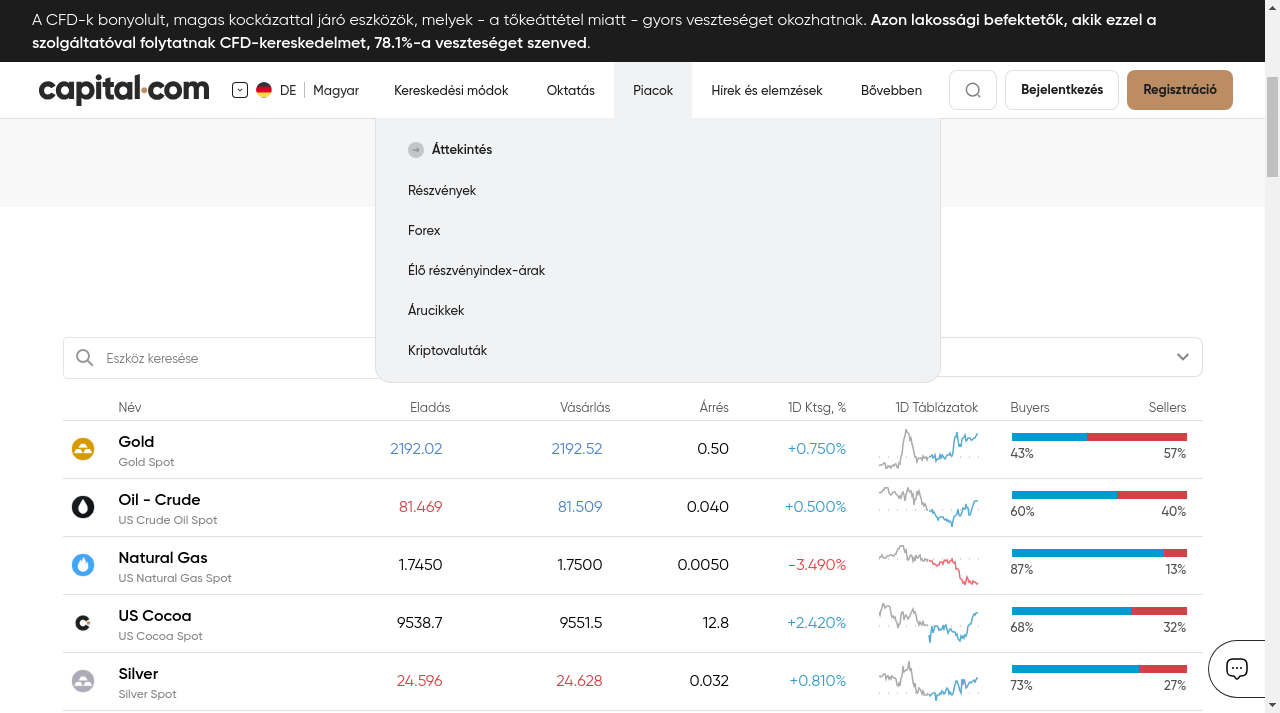 A CFD-k bonyolult, magas kockázattal járó eszközök, melyek - a tőkeáttétel miatt - gyors veszteséget okozhatnak. Azon lakossági befektetők, akik ezzel a
szolgáltatóval folytatnak CFD-kereskedelmet, 78.1%-a veszteséget szenved.
capital.com DE Magyar Kereskedési módok Oktatás Piacok Hírek és elemzések Bővebben Bejelentkezés Regisztráció
Áttekintés
Részvények
Forex
Élő részvényindex-árak
Árucikkek
Kriptovaluták
Eszköz keresése
Név Eladás Vásárlás Árrés 1D Ktsg, % 1D Táblázatok Buyers Sellers
Gold 2192.02 2192.52 0.50 +0.750% 43% 57%
Gold Spot
Oil - Crude 81.469 81.509 0.040 +0.500% 60% 40%
US Crude Oil Spot
Natural Gas 1.7450 1.7500 0.0050 -3.490% 87% 13%
US Natural Gas Spot
US Cocoa 9538.7 9551.5 12.8 +2.420% 68% 32%
US Cocoa Spot
Silver 24.596 24.628 0.032 +0.810% 73% 27%
Silver Spot